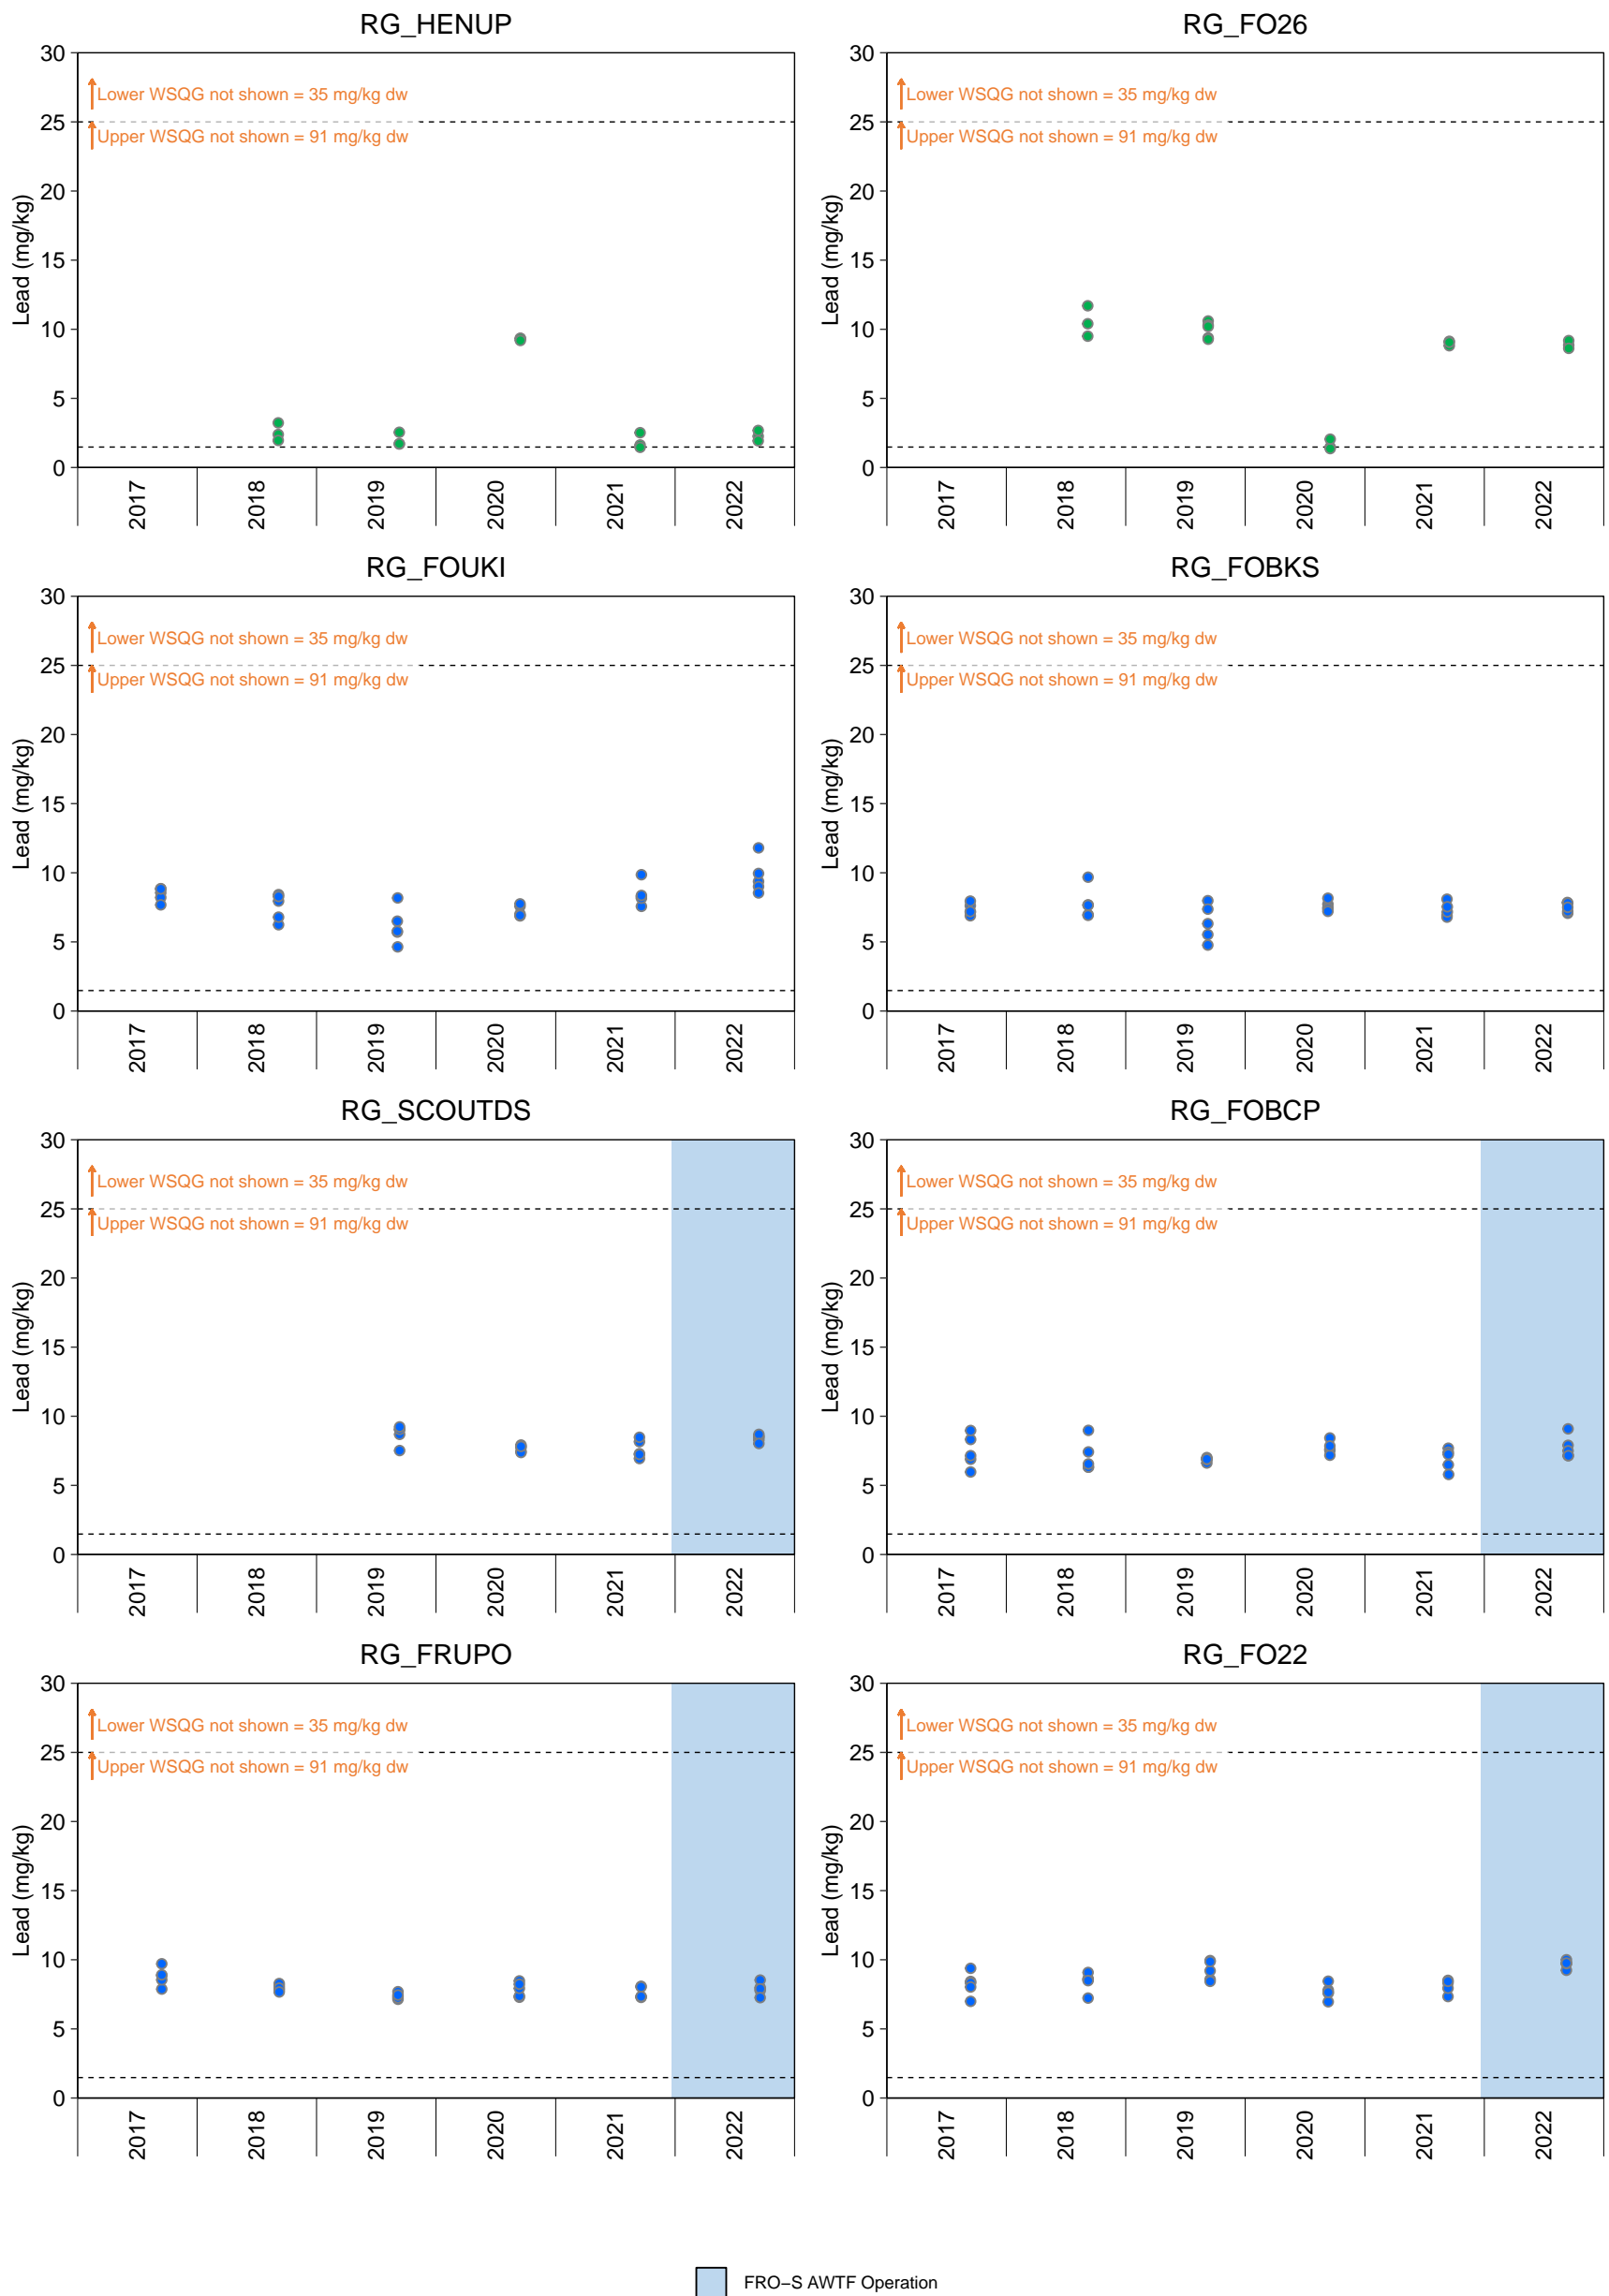 RG_HENUP
30
25
20
15
10
5
0
Lead (mg/kg)
Lower WSQG not shown = 35 mg/kg dw
Upper WSQG not shown = 91 mg/kg dw
2017 2018 2019 2020 2021 2022
RG_FO26
30
25
20
15
10
5
0
Lead (mg/kg)
Lower WSQG not shown = 35 mg/kg dw
Upper WSQG not shown = 91 mg/kg dw
2017 2018 2019 2020 2021 2022
RG_FOUKI
30
25
20
15
10
5
0
Lead (mg/kg)
Lower WSQG not shown = 35 mg/kg dw
Upper WSQG not shown = 91 mg/kg dw
2017 2018 2019 2020 2021 2022
RG_FOBKS
30
25
20
15
10
5
0
Lead (mg/kg)
Lower WSQG not shown = 35 mg/kg dw
Upper WSQG not shown = 91 mg/kg dw
2017 2018 2019 2020 2021 2022
RG_SCOUTDS
30
25
20
15
10
5
0
Lead (mg/kg)
Lower WSQG not shown = 35 mg/kg dw
Upper WSQG not shown = 91 mg/kg dw
2017 2018 2019 2020 2021 2022
RG_FOBCP
30
25
20
15
10
5
0
Lead (mg/kg)
Lower WSQG not shown = 35 mg/kg dw
Upper WSQG not shown = 91 mg/kg dw
2017 2018 2019 2020 2021 2022
RG_FRUPO
30
25
20
15
10
5
0
Lead (mg/kg)
Lower WSQG not shown = 35 mg/kg dw
Upper WSQG not shown = 91 mg/kg dw
2017 2018 2019 2020 2021 2022
RG_FO22
30
25
20
15
10
5
0
Lead (mg/kg)
Lower WSQG not shown = 35 mg/kg dw
Upper WSQG not shown = 91 mg/kg dw
2017 2018 2019 2020 2021 2022
FRO−S AWTF Operation